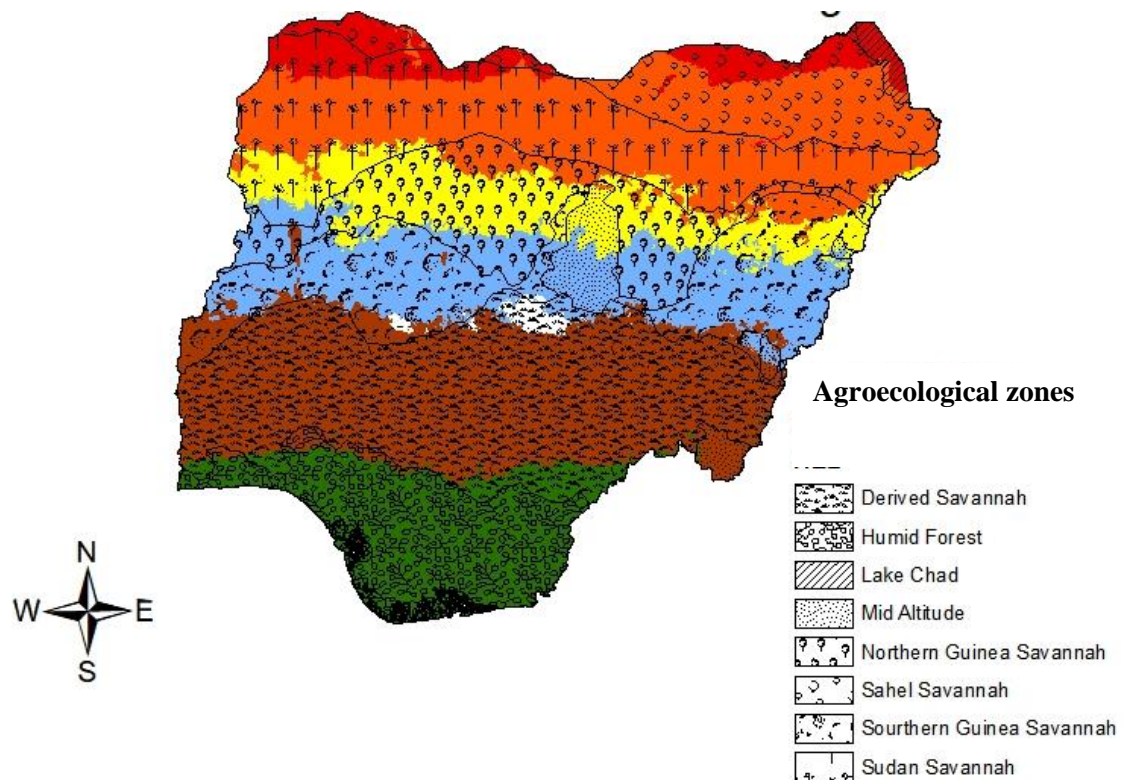 Agroecological zones
Derived Savannah
Humid Forest
Lake Chad
Mid Altitude
Northern Guinea Savannah
Sahel Savannah
Sourthern Guinea Savannah
Sudan Savannah
N
W E
S